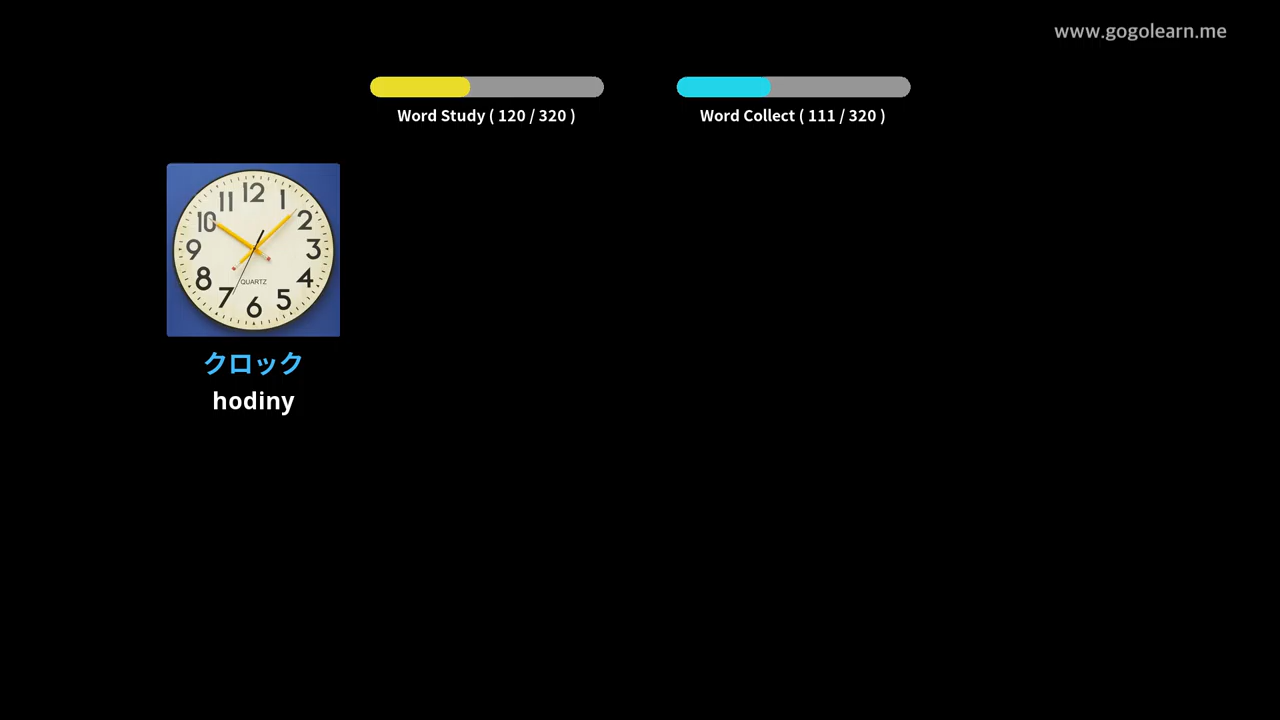 www.gogolearn.me
Word Study ( 120 / 320 )
Word Collect ( 111 / 320 )
12
1
2
3
4
5
6
7
8
9
10
11
QUARTZ
クロック
hodiny